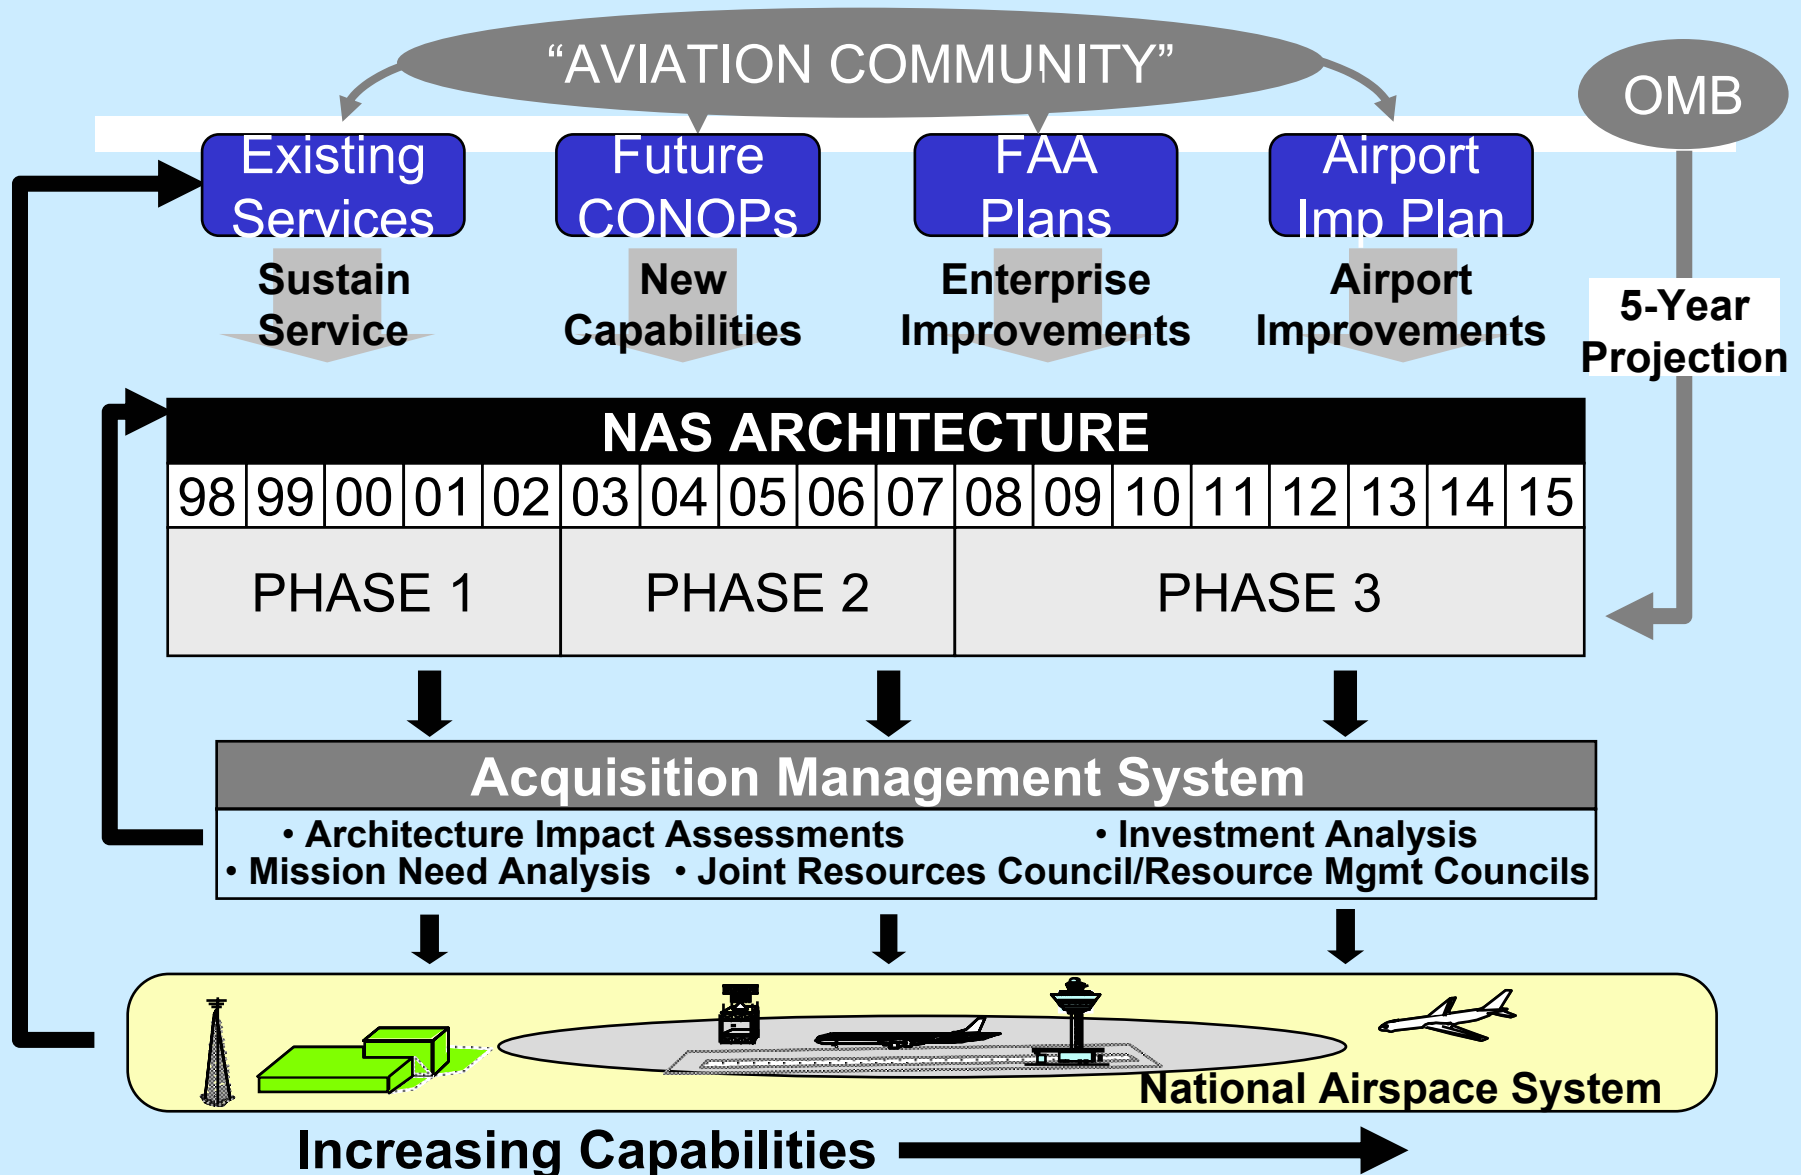 “AVIATION COMMUNITY”
OMB
Existing
Services
Future
CONOPs
FAA
Plans
Airport
Imp Plan
Sustain
Service
New
Capabilities
Enterprise
Improvements
Airport
Improvements
5-Year
Projection
NAS ARCHITECTURE
98 99 00 01 02 03 04 05 06 07 08 09 10 11 12 13 14 15
PHASE 1 PHASE 2 PHASE 3
Acquisition Management System
• Architecture Impact Assessments • Investment Analysis
• Mission Need Analysis • Joint Resources Council/Resource Mgmt Councils
National Airspace System
Increasing Capabilities